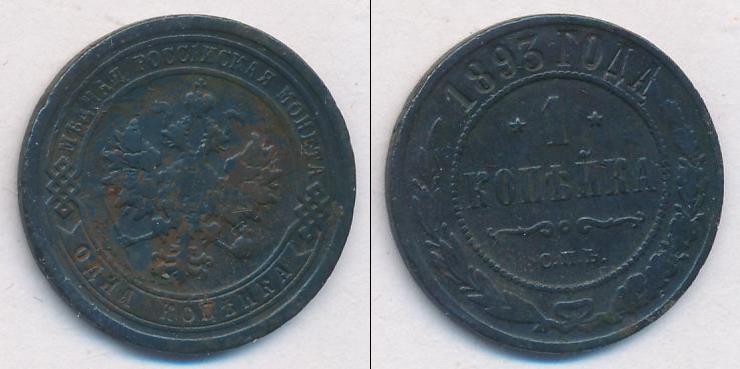 МѢДНАЯ РОССІЙСКАЯ МОНЕТА
ОДНА КОПѢЙКА
1893 ГОДА
1
КОПѢЙКА
С.П.Б.